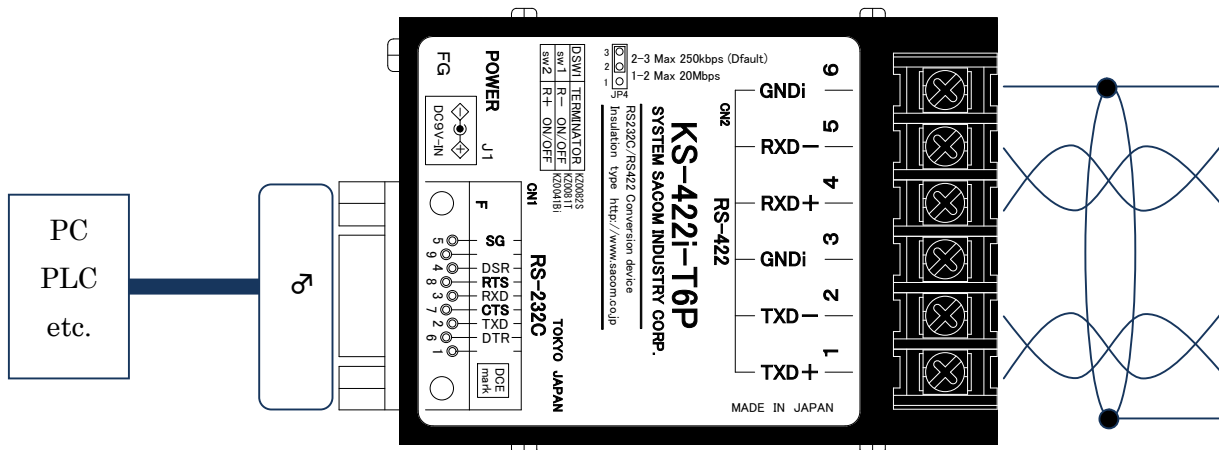 PC
PLC
etc.
♂
FG
POWER
DC9V-IN
J1
DSW1 TERMINATOR
sw1 R- ON/OFF
sw2 R+ ON/OFF
KZ0082S
KZ0081T
KZ0041Bi
3
2
1
JP4
2-3 Max 250kbps (Dfault)
1-2 Max 20Mbps
RS232C/RS422 Conversion device
Insulation type http://www.sacom.co.jp
KS-422i-T6P
SYSTEM SACOM INDUSTRY CORP.
CN2
RS-422
GNDi 6
RXD- 5
RXD+ 4
GNDi 3
TXD- 2
TXD+ 1
MADE IN JAPAN
CN1
RS-232C
F
5 SG
9
4 DSR
8 RTS
3 RXD
7 CTS
2 TXD
6 DTR
1
DCE
mark
TOKYO JAPAN